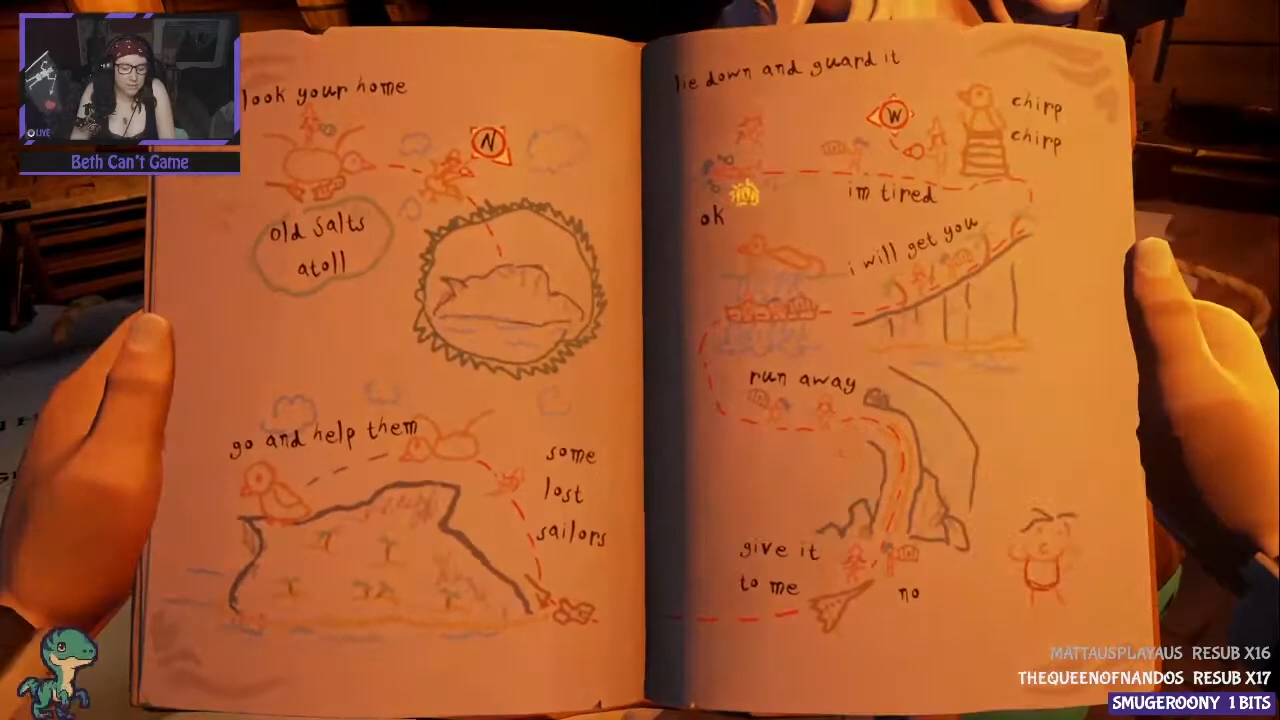 LIVE
Beth Can't Game
look your home
N
old salts
atoll
go and help them
some
lost
sailors
lie down and guard it
W
chirp
chirp
im tired
ok
i will get you
run away
give it
to me
no
MATTAUSPLAYAUS RESUB X16
THEQUEENOFNANDOS RESUB X17
SMUGEROONY 1 BITS